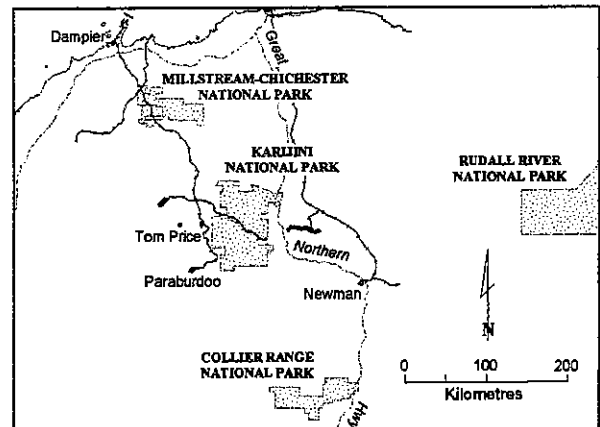 Dampier
Great
MILLSTREAM-CHICHESTER
NATIONAL PARK
KARIJINI
NATIONAL PARK
RUDALL RIVER
NATIONAL PARK
Tom Price
Northern
Paraburdoo
Newman
N
COLLIER RANGE
NATIONAL PARK
0 100 200
Kilometres
Hwy